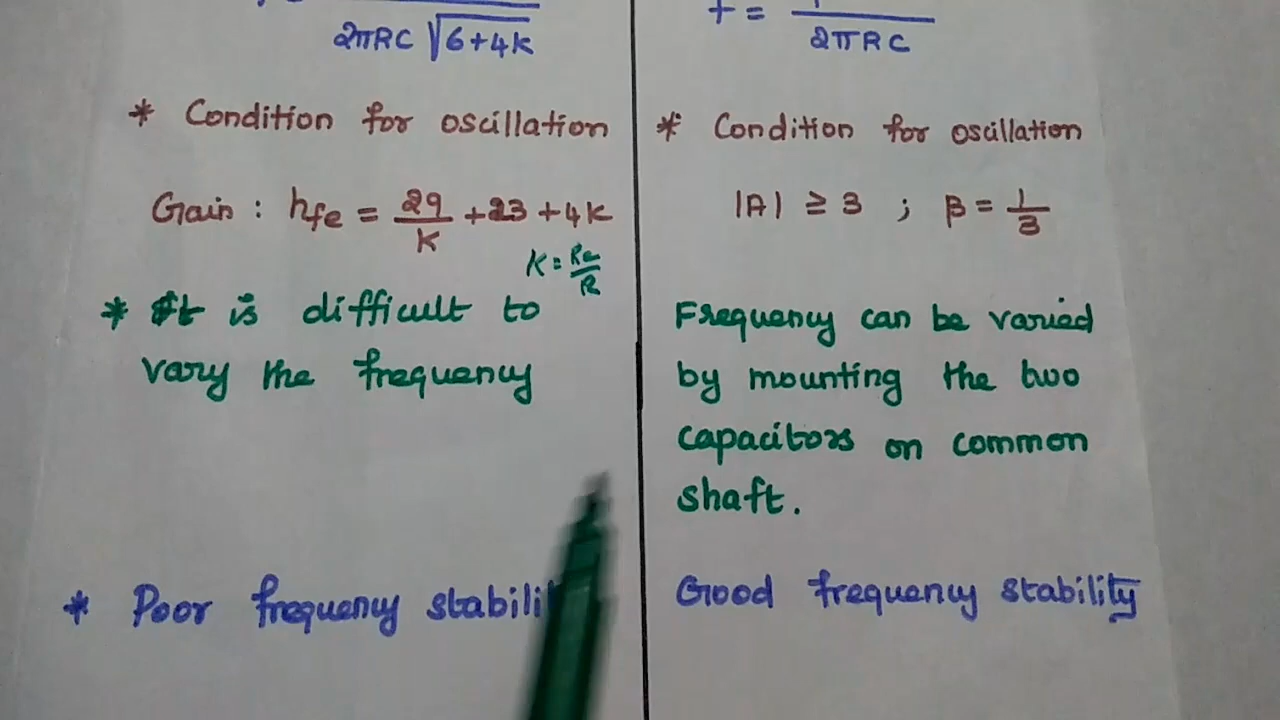 2πRC √6+4K
* Condition for oscillation
Gain : hfe = 29/K + 23 + 4K
K = Rc/R
* It is difficult to
vary the frequency
* Poor frequency
f = 1/2πRC
* Condition for oscillation
|A| ≥ 3 ; β = 1/3
Frequency can be varied
by mounting the two
capacitors on common
shaft.
Good frequency stability